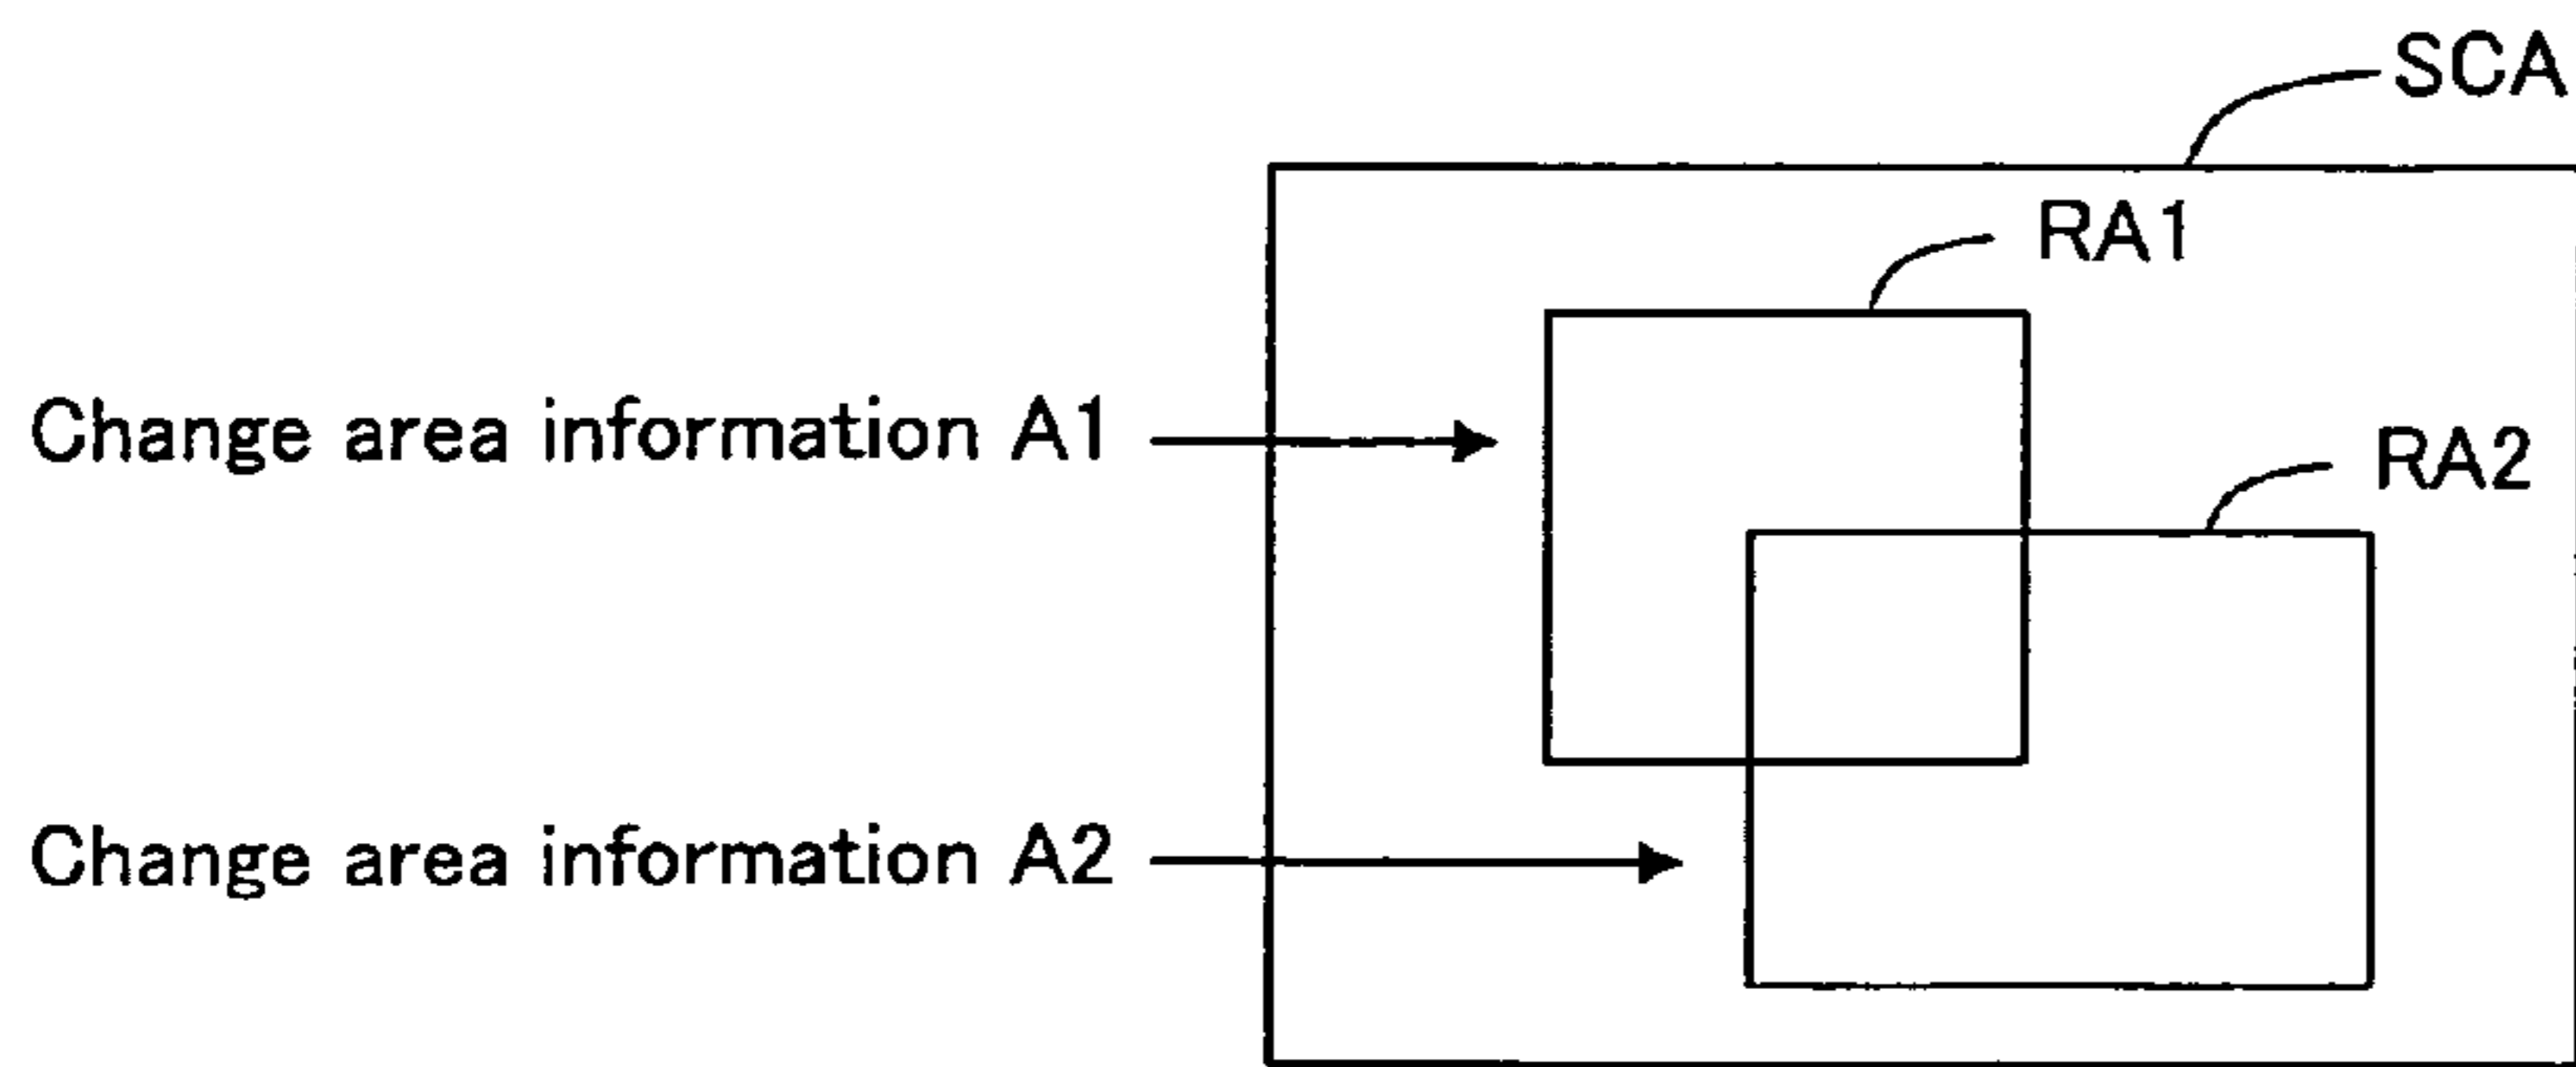 SCA
RA1
Change area information A1
RA2
Change area information A2